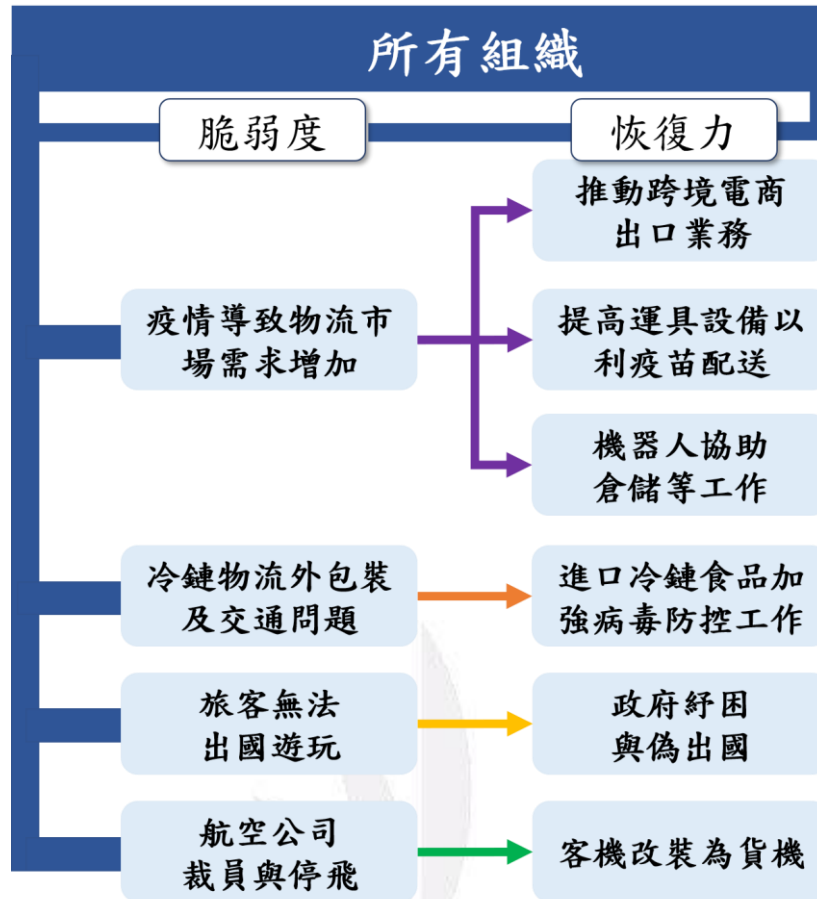 所有組織
脆弱度
恢復力
推動跨境電商
出口業務
疫情導致物流市
場需求增加
提高運具設備以
利疫苗配送
機器人協助
倉儲等工作
冷鏈物流外包裝
及交通問題
進口冷鏈食品加
強病毒防控工作
旅客無法
出國遊玩
政府紓困
與偽出國
航空公司
裁員與停飛
客機改裝為貨機